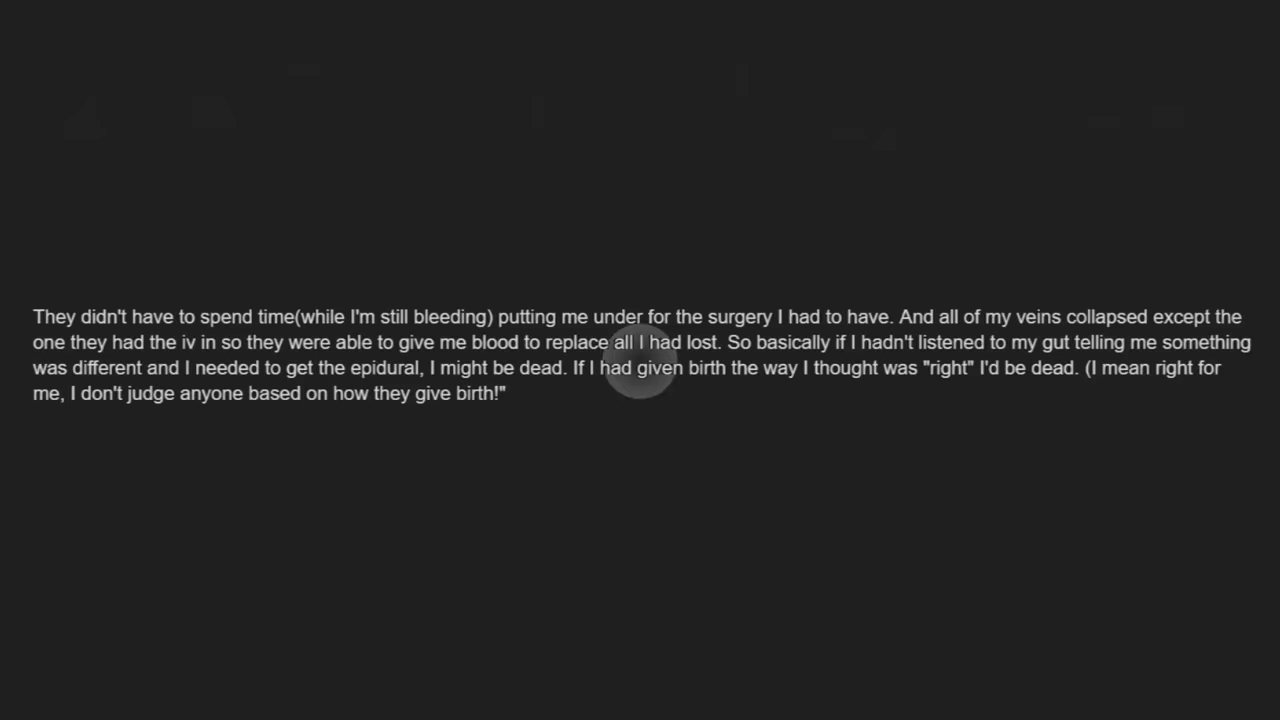 They didn't have to spend time(while I'm still bleeding) putting me under for the surgery I had to have. And all of my veins collapsed except the
one they had the iv in so they were able to give me blood to replace all I had lost. So basically if I hadn't listened to my gut telling me something
was different and I needed to get the epidural, I might be dead. If I had given birth the way I thought was "right" I'd be dead. (I mean right for
me, I don't judge anyone based on how they give birth!"